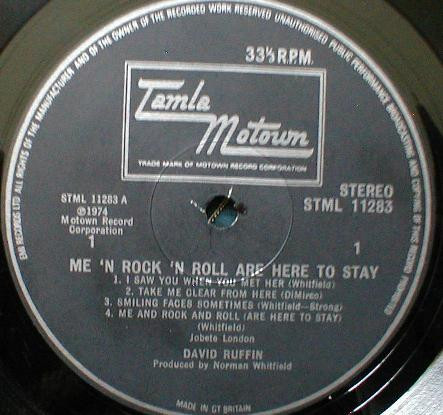 EMI RECORDS LTD ALL RIGHTS OF THE MANUFACTURER AND OF THE OWNER OF THE RECORDED WORK RESERVED UNAUTHORISED PUBLIC PERFORMANCE BROADCASTING AND COPYING OF THIS RECORD PROHIBITED
33⅓ R.P.M.
Tamla
Motown
TRADE MARK OF MOTOWN RECORD CORPORATION
STML 11283 A
℗1974
Motown Record
Corporation
1
STEREO
STML 11283
1
ME 'N ROCK 'N ROLL ARE HERE TO STAY
1. I SAW YOU WHEN YOU MET HER (Whitfield)
2. TAKE ME CLEAR FROM HERE (DiMirco)
3. SMILING FACES SOMETIMES (Whitfield—Strong)
4. ME AND ROCK AND ROLL (ARE HERE TO STAY)
(Whitfield)
Jobete London
DAVID RUFFIN
Produced by Norman Whitfield
MADE IN GT BRITAIN